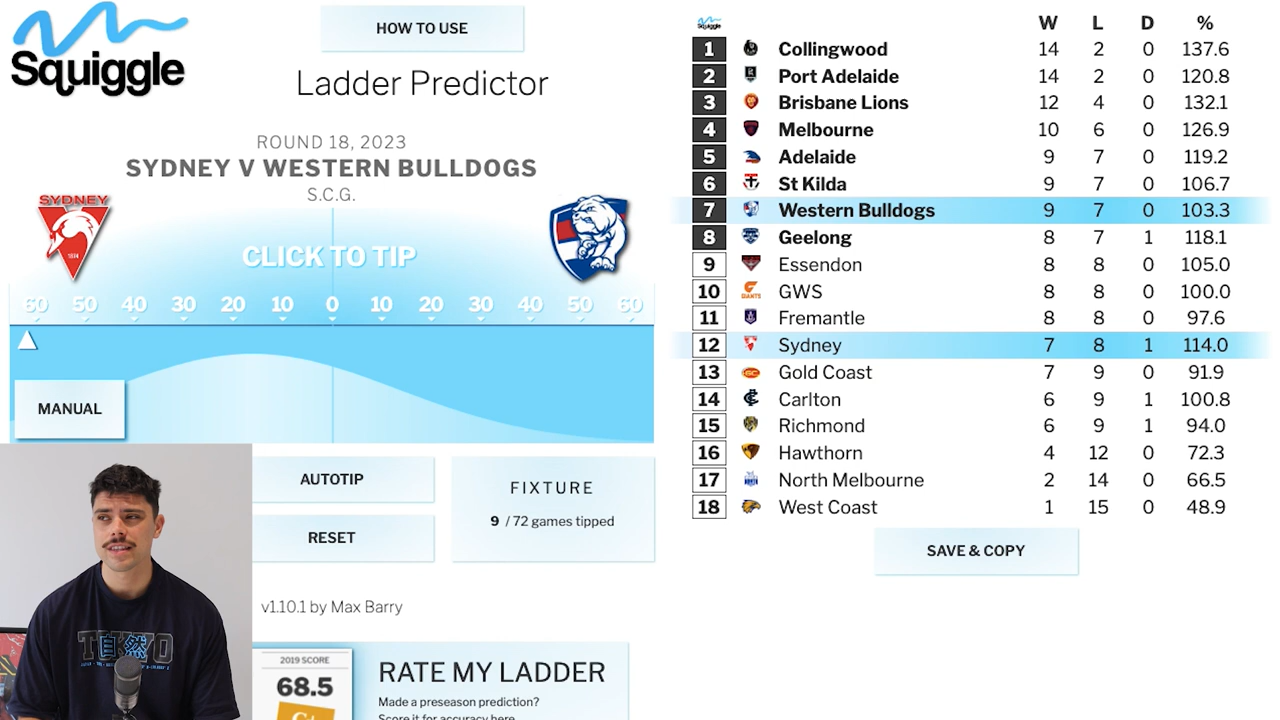 Squiggle
HOW TO USE
Ladder Predictor
ROUND 18, 2023
SYDNEY V WESTERN BULLDOGS
S.C.G.
SYDNEY
CLICK TO TIP
60 50 40 30 20 10 0 10 20 30 40 50 60
MANUAL
AUTOTIP
RESET
FIXTURE
9 / 72 games tipped
v1.10.1 by Max Barry
2019 SCORE
68.5
RATE MY LADDER
Made a preseason prediction?
Score it for accuracy here
TOKYO
自然
W L D %
1 Collingwood 14 2 0 137.6
2 Port Adelaide 14 2 0 120.8
3 Brisbane Lions 12 4 0 132.1
4 Melbourne 10 6 0 126.9
5 Adelaide 9 7 0 119.2
6 St Kilda 9 7 0 106.7
7 Western Bulldogs 9 7 0 103.3
8 Geelong 8 7 1 118.1
9 Essendon 8 8 0 105.0
10 GWS 8 8 0 100.0
11 Fremantle 8 8 0 97.6
12 Sydney 7 8 1 114.0
13 Gold Coast 7 9 0 91.9
14 Carlton 6 9 1 100.8
15 Richmond 6 9 1 94.0
16 Hawthorn 4 12 0 72.3
17 North Melbourne 2 14 0 66.5
18 West Coast 1 15 0 48.9
SAVE & COPY